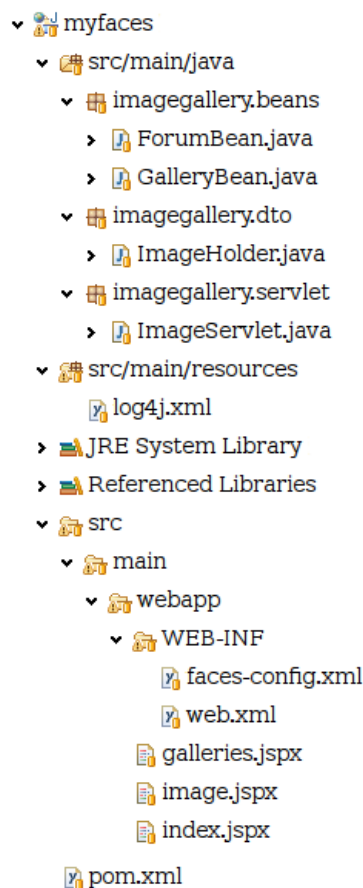 myfaces
src/main/java
imagegallery.beans
ForumBean.java
GalleryBean.java
imagegallery.dto
ImageHolder.java
imagegallery.servlet
ImageServlet.java
src/main/resources
log4j.xml
JRE System Library
Referenced Libraries
src
main
webapp
WEB-INF
faces-config.xml
web.xml
galleries.jspx
image.jspx
index.jspx
pom.xml